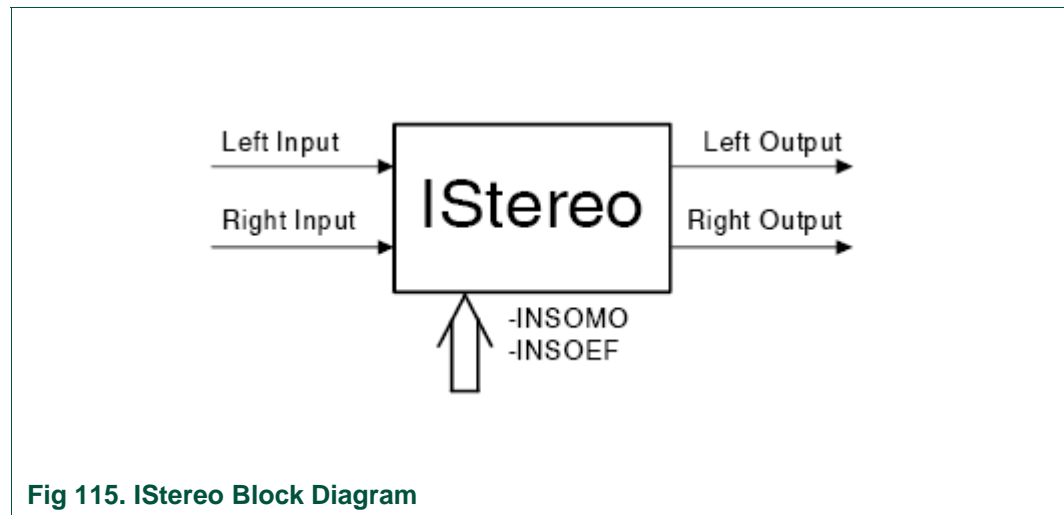 Left Input
Left Output
IStereo
Right Input
Right Output
-INSOMO
-INSOEF
Fig 115. IStereo Block Diagram